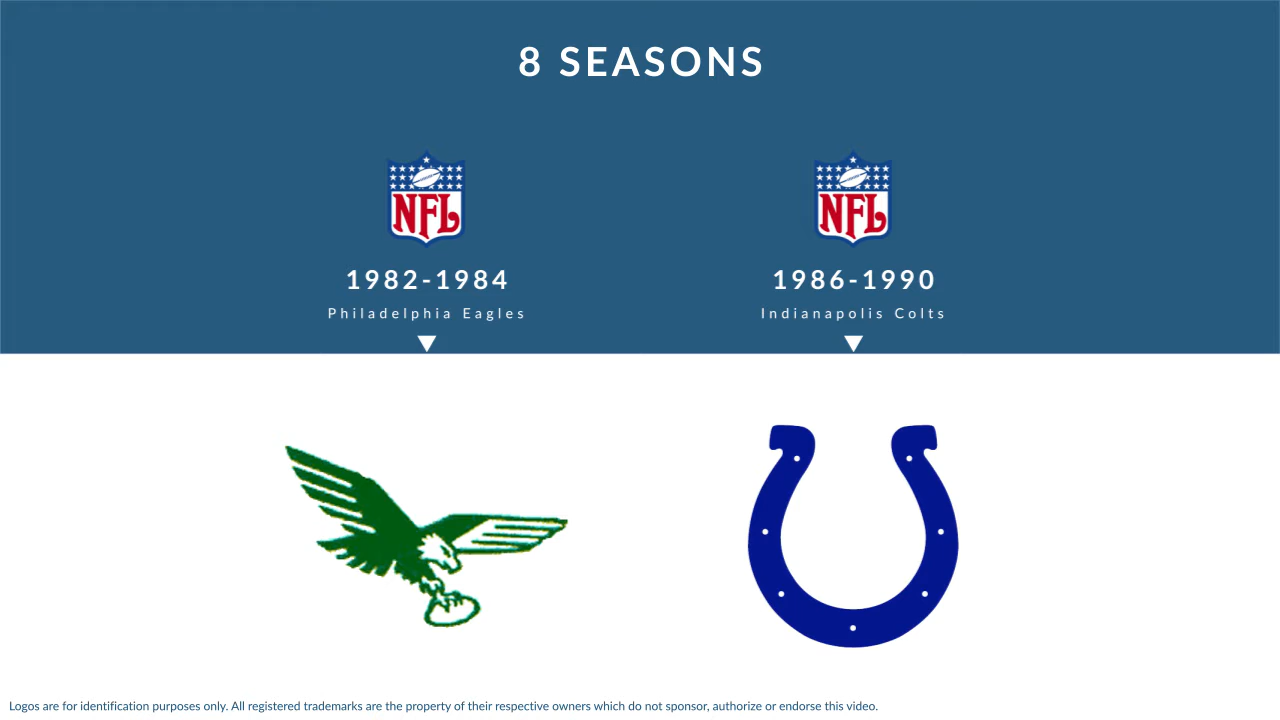 8 SEASONS
NFL
NFL
1982-1984
1986-1990
Philadelphia Eagles
Indianapolis Colts
Logos are for identification purposes only. All registered trademarks are the property of their respective owners which do not sponsor, authorize or endorse this video.